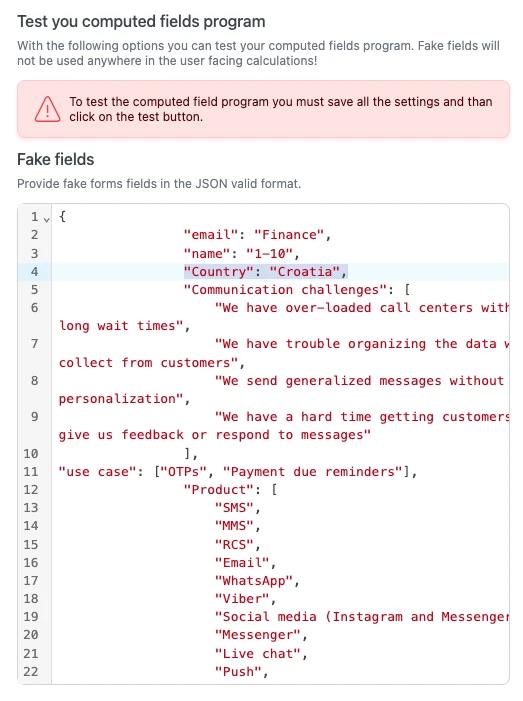 Test you computed fields program
With the following options you can test your computed fields program. Fake fields will
not be used anywhere in the user facing calculations!
To test the computed field program you must save all the settings and than
click on the test button.
Fake fields
Provide fake forms fields in the JSON valid format.
1 {
2 "email": "Finance",
3 "name": "1-10",
4 "Country": "Croatia",
5 "Communication challenges": [
6 "We have over-loaded call centers with
long wait times",
7 "We have trouble organizing the data w
collect from customers",
8 "We send generalized messages without
personalization",
9 "We have a hard time getting customers
give us feedback or respond to messages"
10 ],
11 "use case": ["OTPs", "Payment due reminders"],
12 "Product": [
13 "SMS",
14 "MMS",
15 "RCS",
16 "Email",
17 "WhatsApp",
18 "Viber",
19 "Social media (Instagram and Messenger
20 "Messenger",
21 "Live chat",
22 "Push",